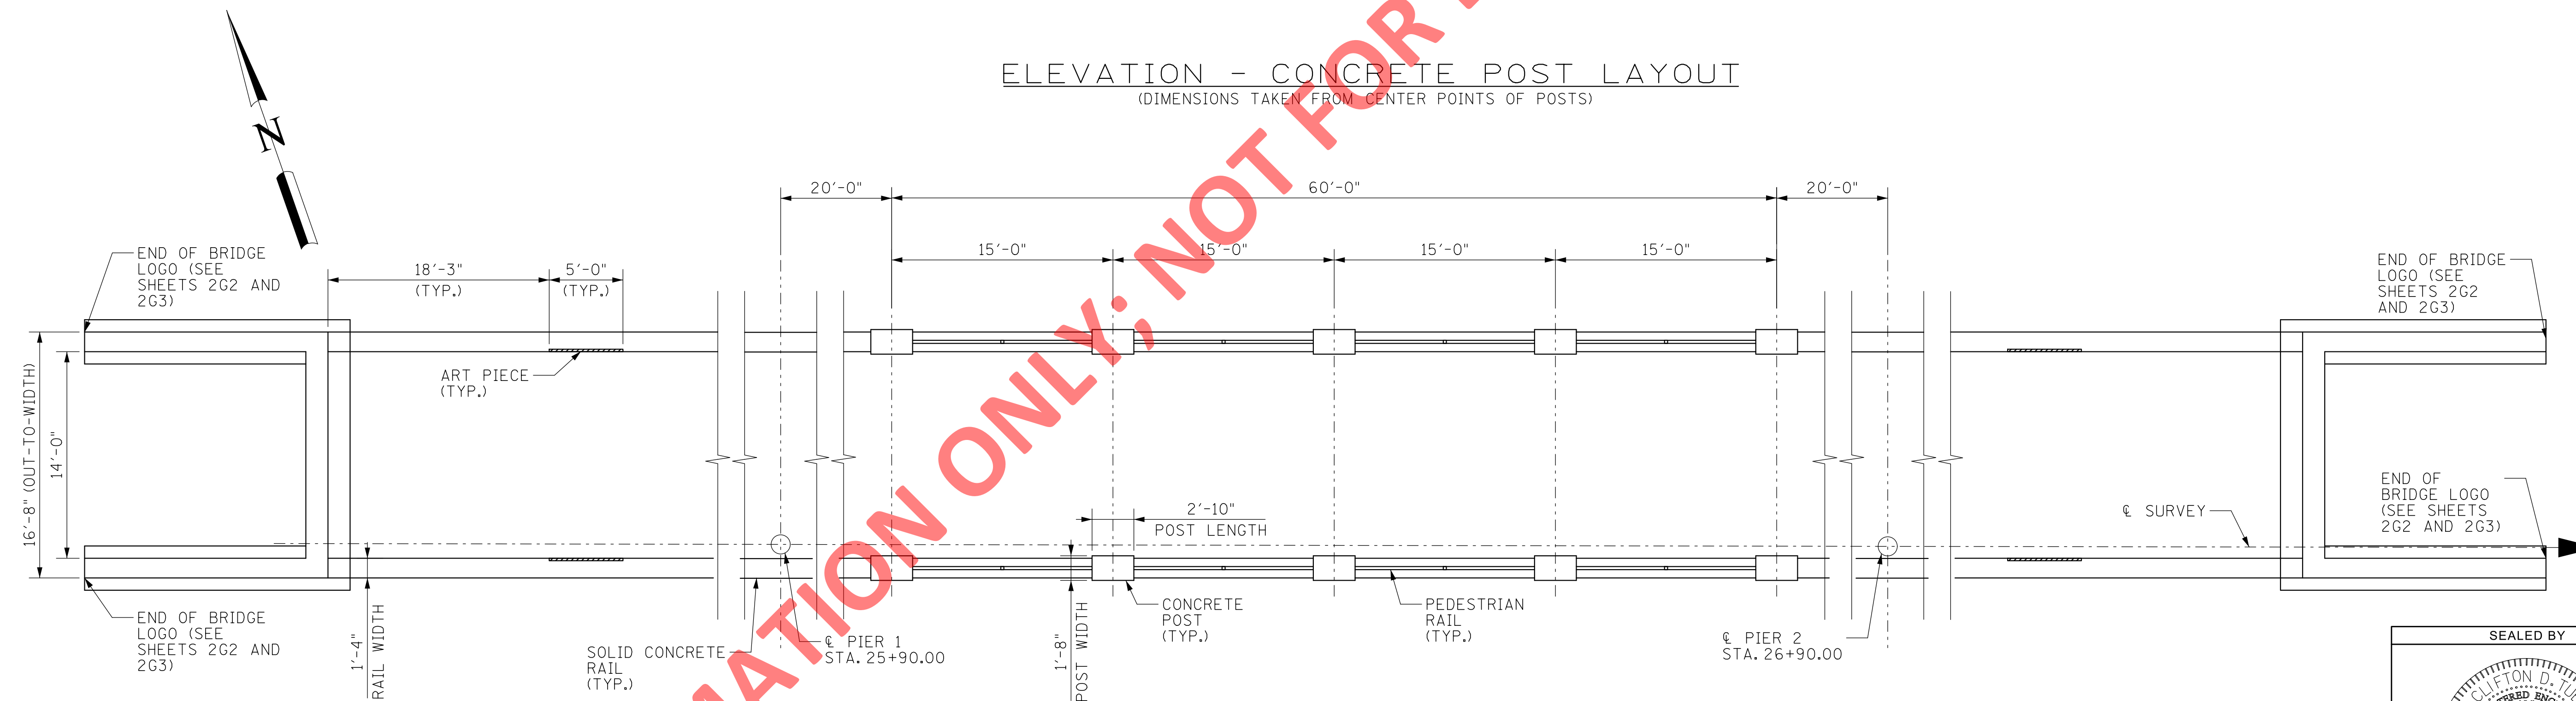 ELEVATION - CONCRETE POST LAYOUT
(DIMENSIONS TAKEN FROM CENTER POINTS OF POSTS)
N
20'-0"
60'-0"
20'-0"
15'-0"
15'-0"
15'-0"
15'-0"
18'-3"
(TYP.)
5'-0"
(TYP.)
END OF BRIDGE
LOGO (SEE
SHEETS 2G2 AND
2G3)
END OF BRIDGE
LOGO (SEE
SHEETS 2G2
AND 2G3)
ART PIECE
(TYP.)
16'-8" (OUT-TO-WIDTH)
14'-0"
2'-10"
POST LENGTH
℄ SURVEY
END OF
BRIDGE LOGO
(SEE SHEETS
2G2 AND 2G3)
END OF BRIDGE
LOGO (SEE
SHEETS 2G2 AND
2G3)
1'-4"
RAIL WIDTH
SOLID CONCRETE
RAIL
(TYP.)
℄ PIER 1
STA. 25+90.00
1'-8"
POST WIDTH
CONCRETE
POST
(TYP.)
PEDESTRIAN
RAIL
(TYP.)
℄ PIER 2
STA. 26+90.00
SEALED BY
CLIFTON D.
MATION ONLY; NOT FOR